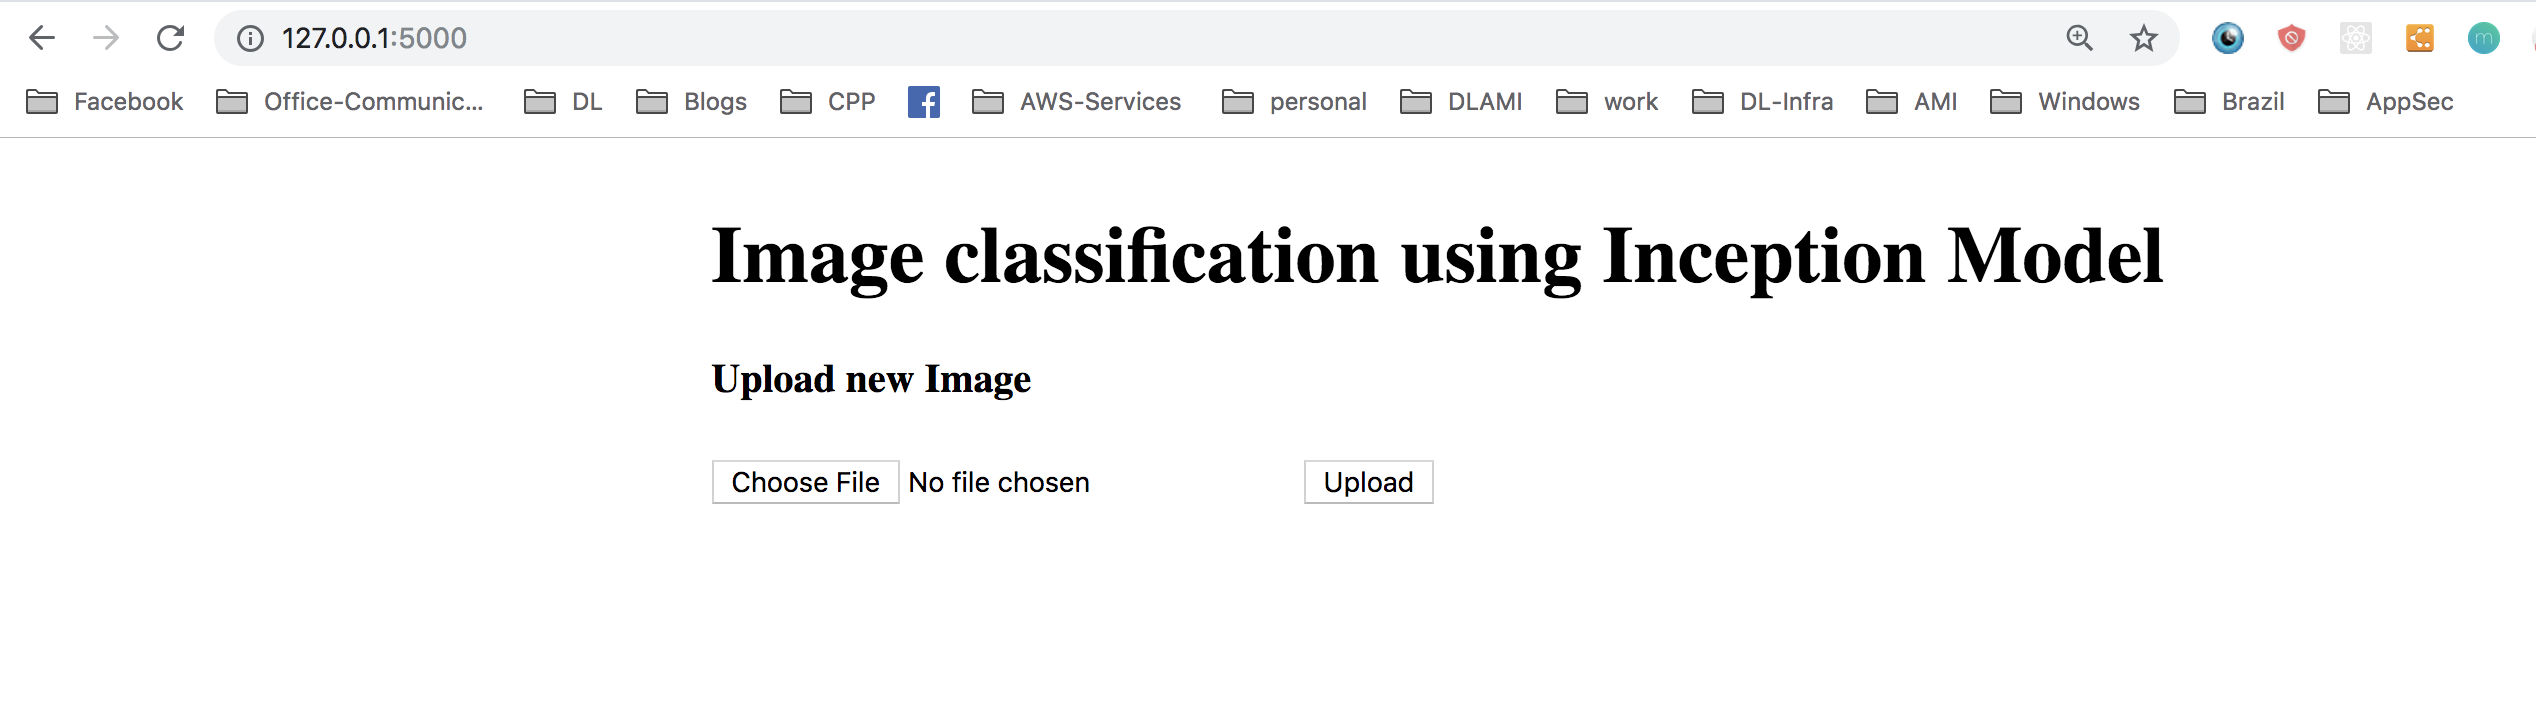 127.0.0.1:5000
Facebook Office-Communic... DL Blogs CPP AWS-Services personal DLAMI work DL-Infra AMI Windows Brazil AppSec
Image classification using Inception Model
Upload new Image
Choose File No file chosen Upload